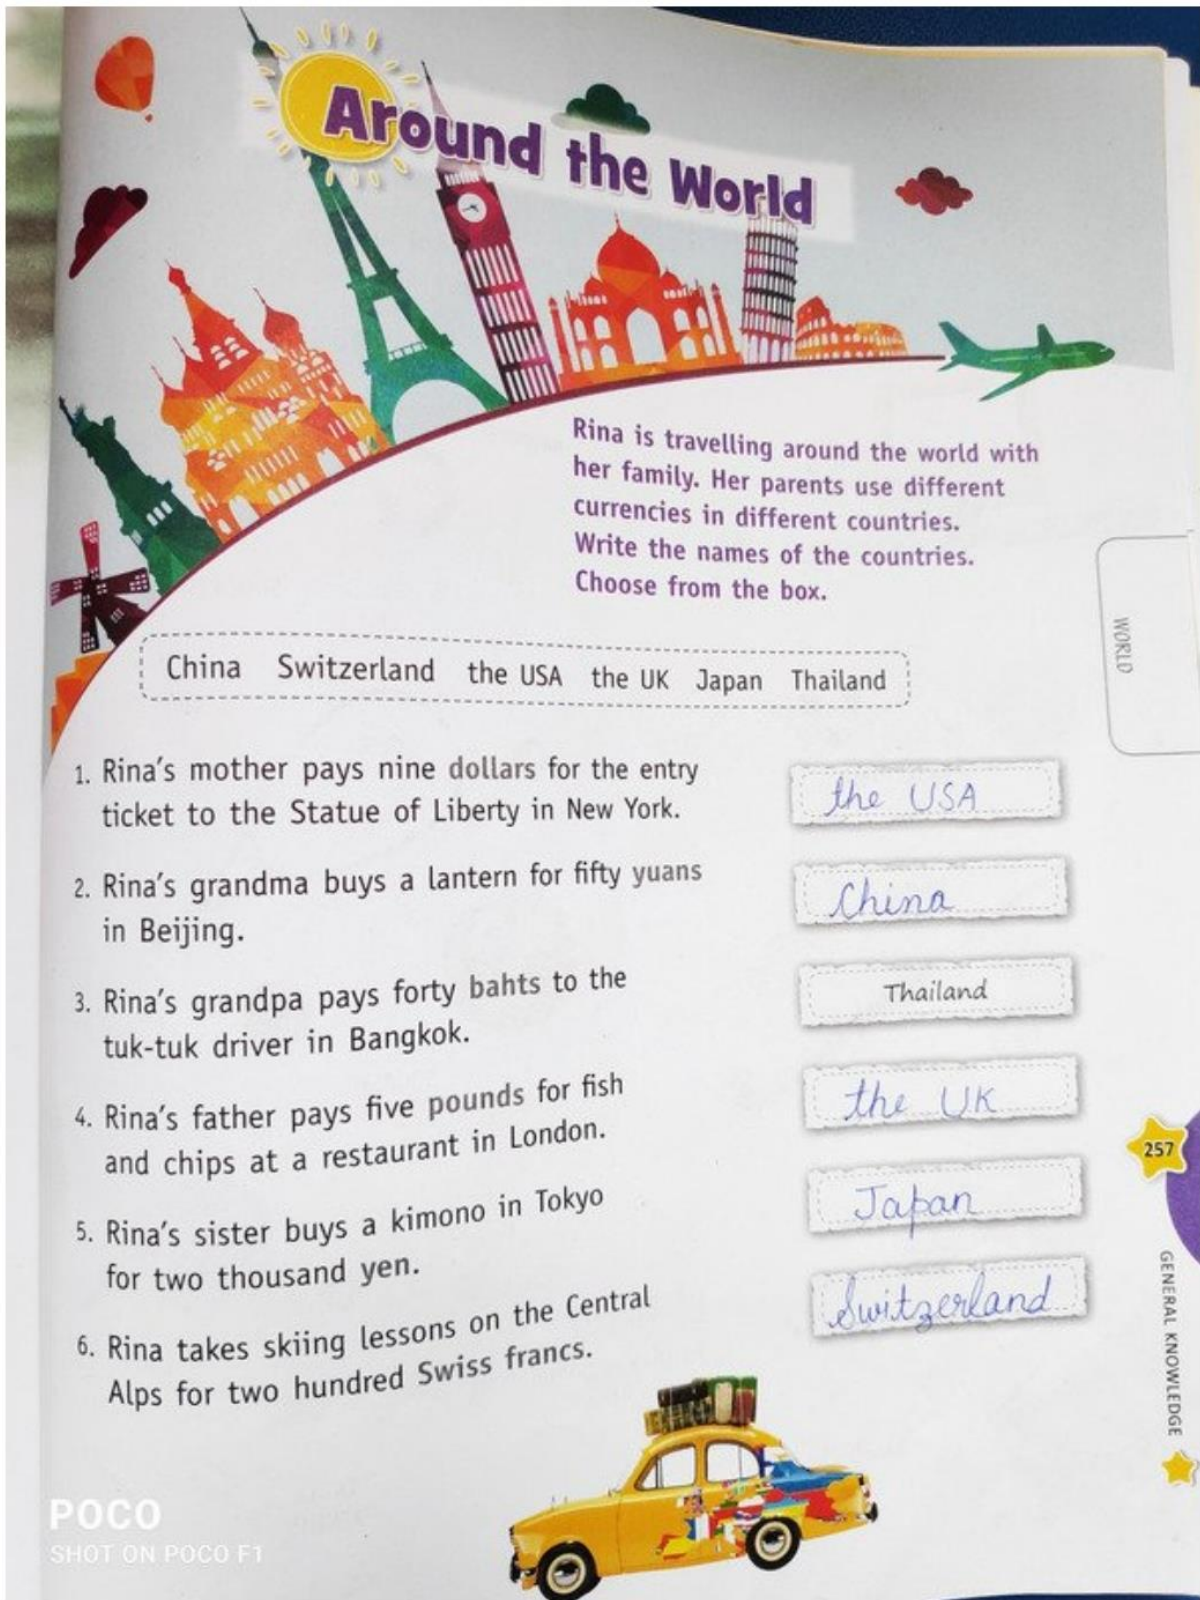 Around the World
Rina is travelling around the world with
her family. Her parents use different
currencies in different countries.
Write the names of the countries.
Choose from the box.
WORLD
China Switzerland the USA the UK Japan Thailand
1. Rina's mother pays nine dollars for the entry
ticket to the Statue of Liberty in New York.
the USA
2. Rina's grandma buys a lantern for fifty yuans
in Beijing.
China
3. Rina's grandpa pays forty bahts to the
tuk-tuk driver in Bangkok.
Thailand
4. Rina's father pays five pounds for fish
and chips at a restaurant in London.
the UK
5. Rina's sister buys a kimono in Tokyo
for two thousand yen.
Japan
6. Rina takes skiing lessons on the Central
Alps for two hundred Swiss francs.
Switzerland
257
GENERAL KNOWLEDGE
POCO
SHOT ON POCO F1